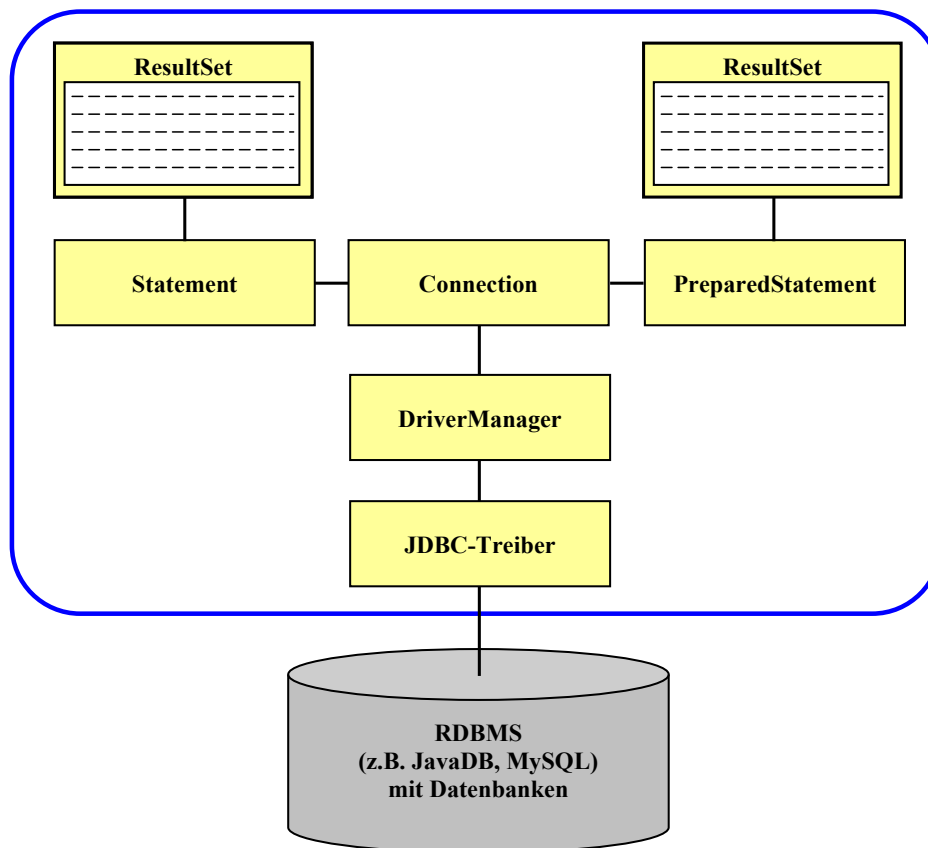 ResultSet
ResultSet
Statement
Connection
PreparedStatement
DriverManager
JDBC-Treiber
RDBMS
(z.B. JavaDB, MySQL)
mit Datenbanken